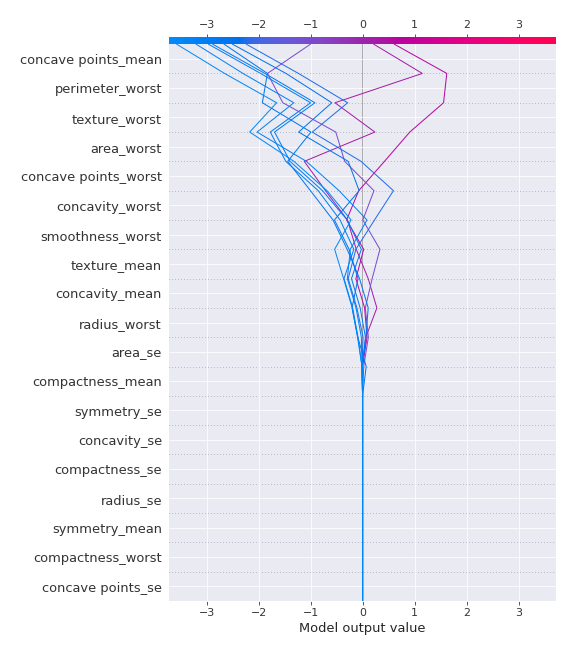 −3 −2 −1 0 1 2 3
concave points_mean
perimeter_worst
texture_worst
area_worst
concave points_worst
concavity_worst
smoothness_worst
texture_mean
concavity_mean
radius_worst
area_se
compactness_mean
symmetry_se
concavity_se
compactness_se
radius_se
symmetry_mean
compactness_worst
concave points_se
−3 −2 −1 0 1 2 3
Model output value